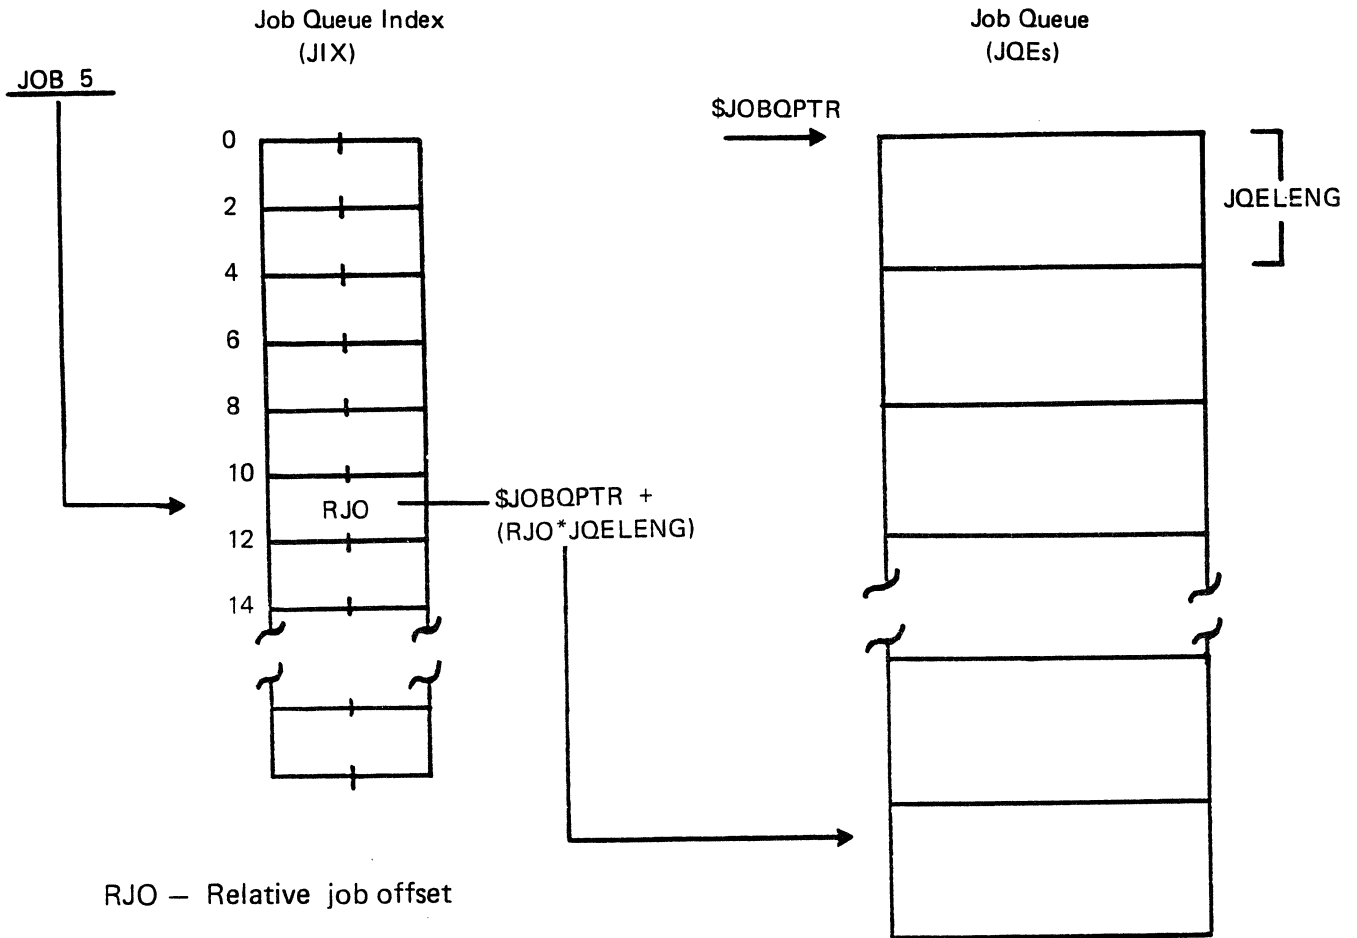 Job Queue Index
(JIX)
Job Queue
(JQEs)
JOB 5
$JOBQPTR
0
2
4
6
8
10
12
14
JQELENG
RJO
$JOBQPTR +
(RJO*JQELENG)
RJO — Relative job offset